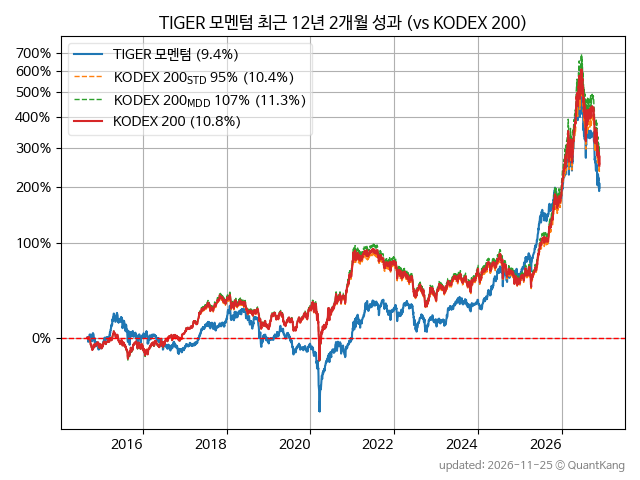 TIGER 모멘텀 최근 12년 2개월 성과 (vs KODEX 200)
TIGER 모멘텀 (9.4%)
KODEX 200STD 95% (10.4%)
KODEX 200MDD 107% (11.3%)
KODEX 200 (10.8%)
700%
600%
500%
400%
300%
200%
100%
0%
2016 2018 2020 2022 2024 2026
updated: 2026-11-25 © QuantKang